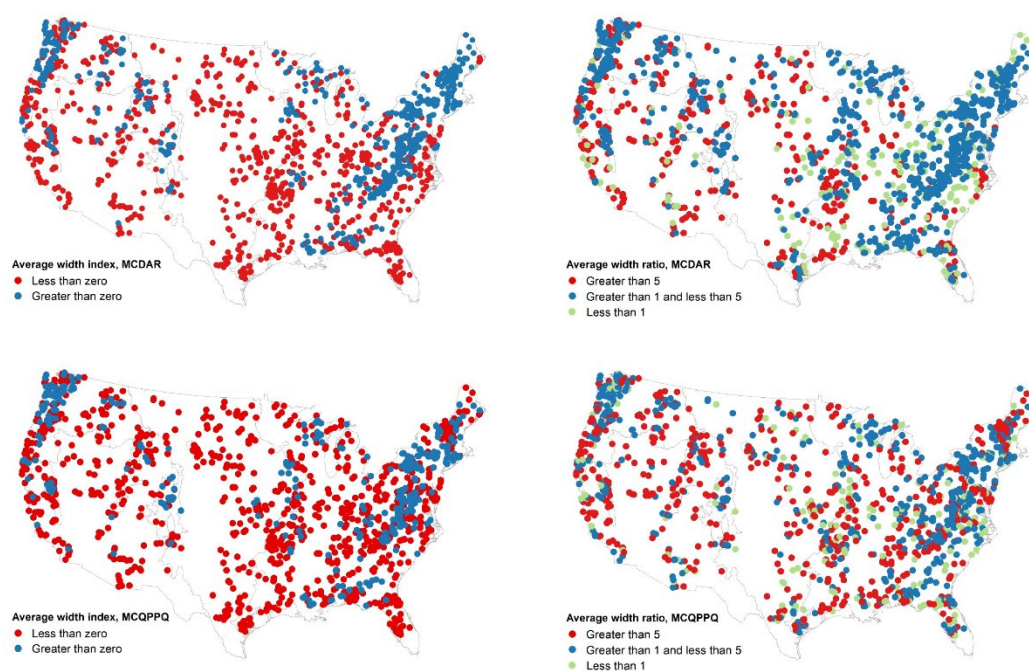 Average width index, MCDAR
Less than zero
Greater than zero
Average width ratio, MCDAR
Greater than 5
Greater than 1 and less than 5
Less than 1
Average width index, MCQPPQ
Less than zero
Greater than zero
Average width ratio, MCQPPQ
Greater than 5
Greater than 1 and less than 5
Less than 1